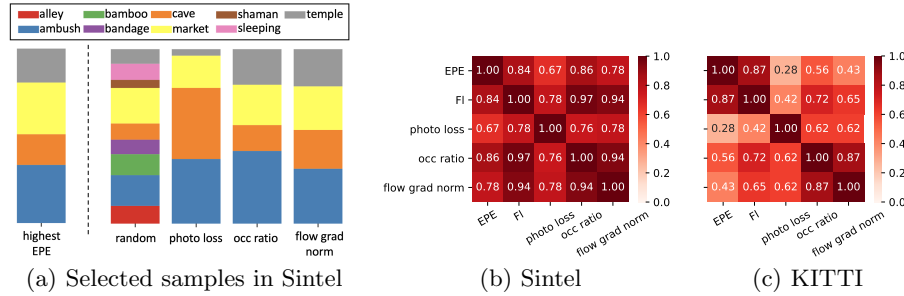 alley bamboo cave shaman temple
ambush bandage market sleeping
highest
EPE
random
photo loss
occ ratio
flow grad
norm
(a) Selected samples in Sintel
EPE 1.00 0.84 0.67 0.86 0.78
Fl 0.84 1.00 0.78 0.97 0.94
photo loss 0.67 0.78 1.00 0.76 0.78
occ ratio 0.86 0.97 0.76 1.00 0.94
flow grad norm 0.78 0.94 0.78 0.94 1.00
EPE Fl photo loss occ ratio flow grad norm
1.0
0.8
0.6
0.4
0.2
0.0
(b) Sintel
1.00 0.87 0.28 0.56 0.43
0.87 1.00 0.42 0.72 0.65
0.28 0.42 1.00 0.62 0.62
0.56 0.72 0.62 1.00 0.87
0.43 0.65 0.62 0.87 1.00
EPE Fl photo loss occ ratio flow grad norm
1.0
0.8
0.6
0.4
0.2
0.0
(c) KITTI